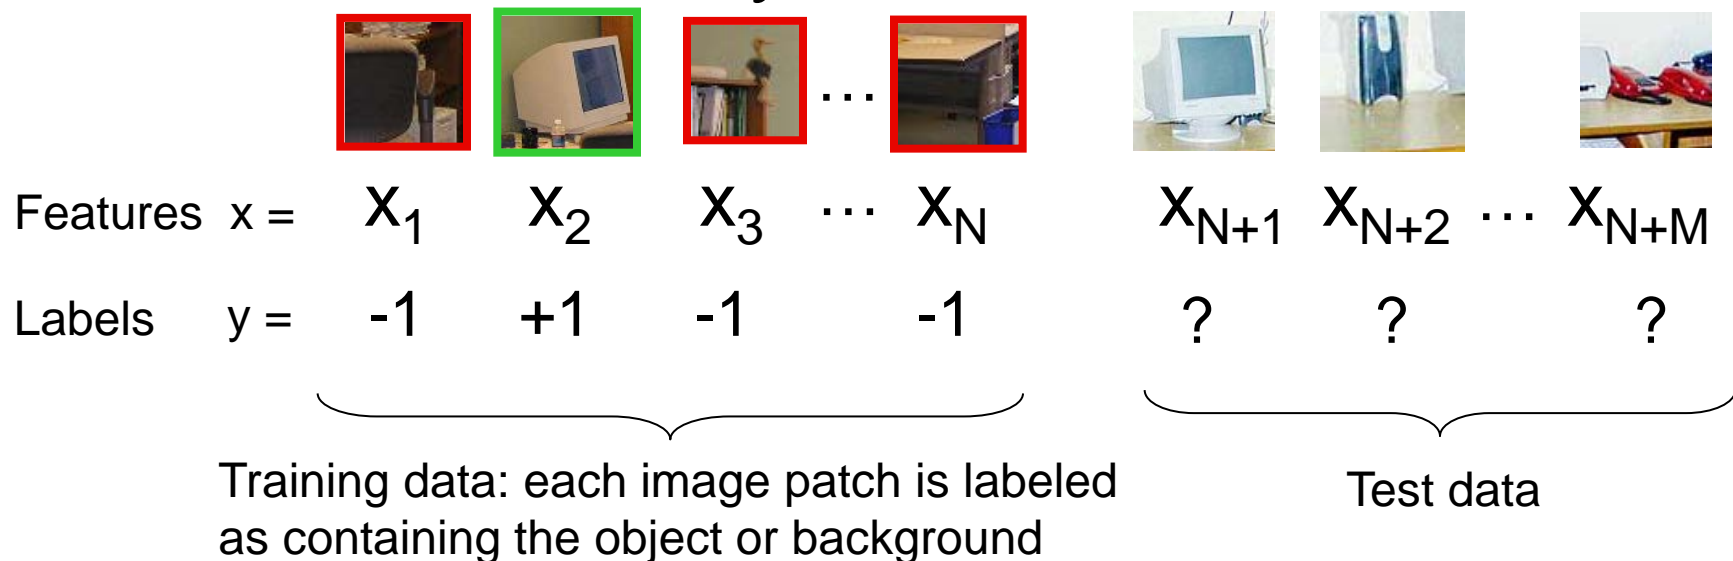 … 
Features x = x1 x2 x3 … xN xN+1 xN+2 … xN+M
Labels y = -1 +1 -1 -1 ? ? ?
Training data: each image patch is labeled
as containing the object or background
Test data